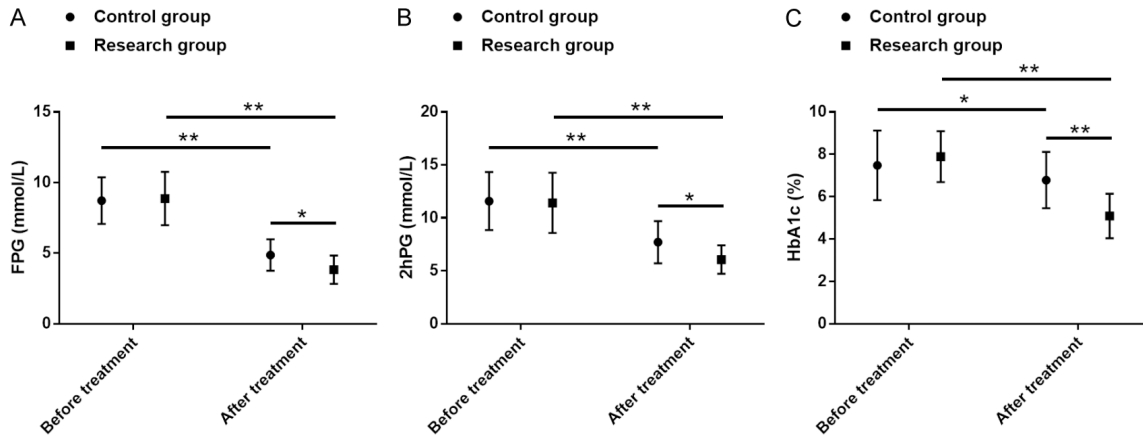 A
Control group
Research group
**
**
*
15
10
5
0
FPG (mmol/L)
Before treatment
After treatment
B
Control group
Research group
**
**
*
20
15
10
5
0
2hPG (mmol/L)
Before treatment
After treatment
C
Control group
Research group
**
*
**
10
8
6
4
2
0
HbA1c (%)
Before treatment
After treatment